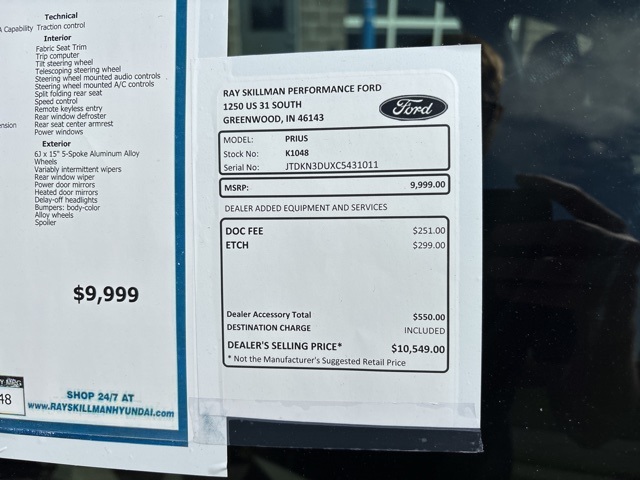 Technical
A Capability Traction control
Interior
Fabric Seat Trim
Trip computer
Tilt steering wheel
Telescoping steering wheel
Steering wheel mounted audio controls
Steering wheel mounted A/C controls
Split folding rear seat
Speed control
Remote keyless entry
Rear window defroster
Rear seat center armrest
Power windows
Exterior
6J x 15" 5-Spoke Aluminum Alloy
Wheels
Variably intermittent wipers
Rear window wiper
Power door mirrors
Heated door mirrors
Delay-off headlights
Bumpers: body-color
Alloy wheels
Spoiler
$9,999
48
SHOP 24/7 AT
www.RAYSKILLMANHYUNDAI.com
RAY SKILLMAN PERFORMANCE FORD
1250 US 31 SOUTH
GREENWOOD, IN 46143
Ford
MODEL: PRIUS
Stock No: K1048
Serial No: JTDKN3DUXC5431011
MSRP: 9,999.00
DEALER ADDED EQUIPMENT AND SERVICES
DOC FEE $251.00
ETCH $299.00
Dealer Accessory Total $550.00
DESTINATION CHARGE INCLUDED
DEALER'S SELLING PRICE* $10,549.00
* Not the Manufacturer's Suggested Retail Price